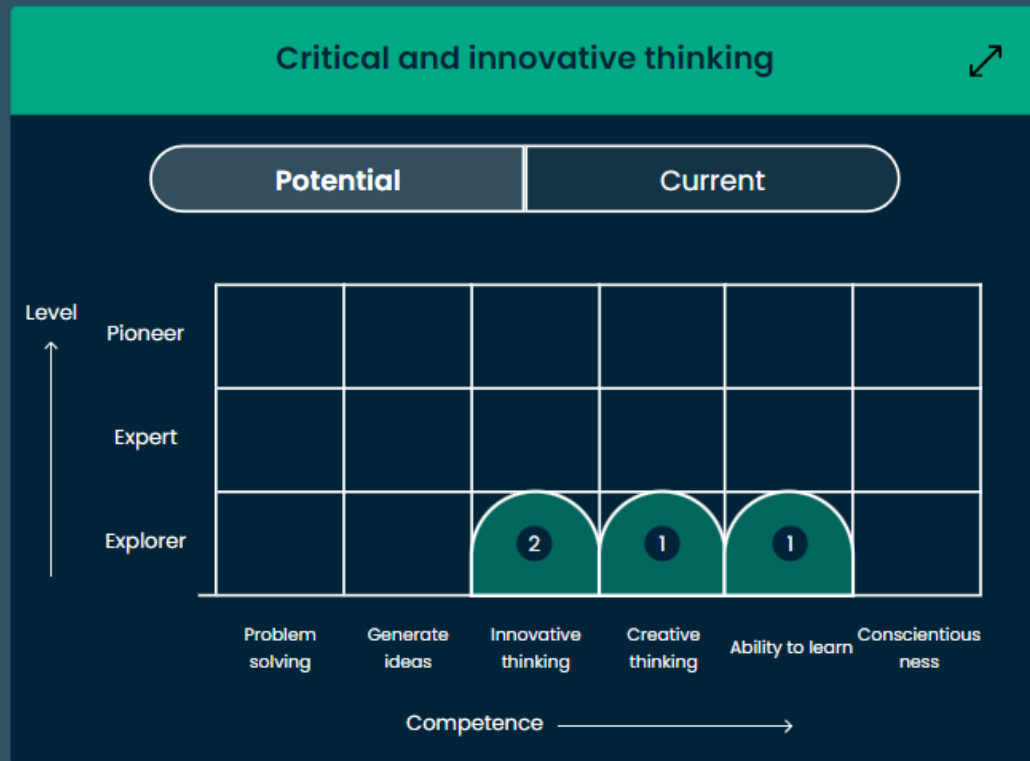 Critical and innovative thinking
Potential
Current
Level
Pioneer
Expert
Explorer
2
1
1
Problem
solving
Generate
ideas
Innovative
thinking
Creative
thinking
Ability to learn
Conscientious
ness
Competence